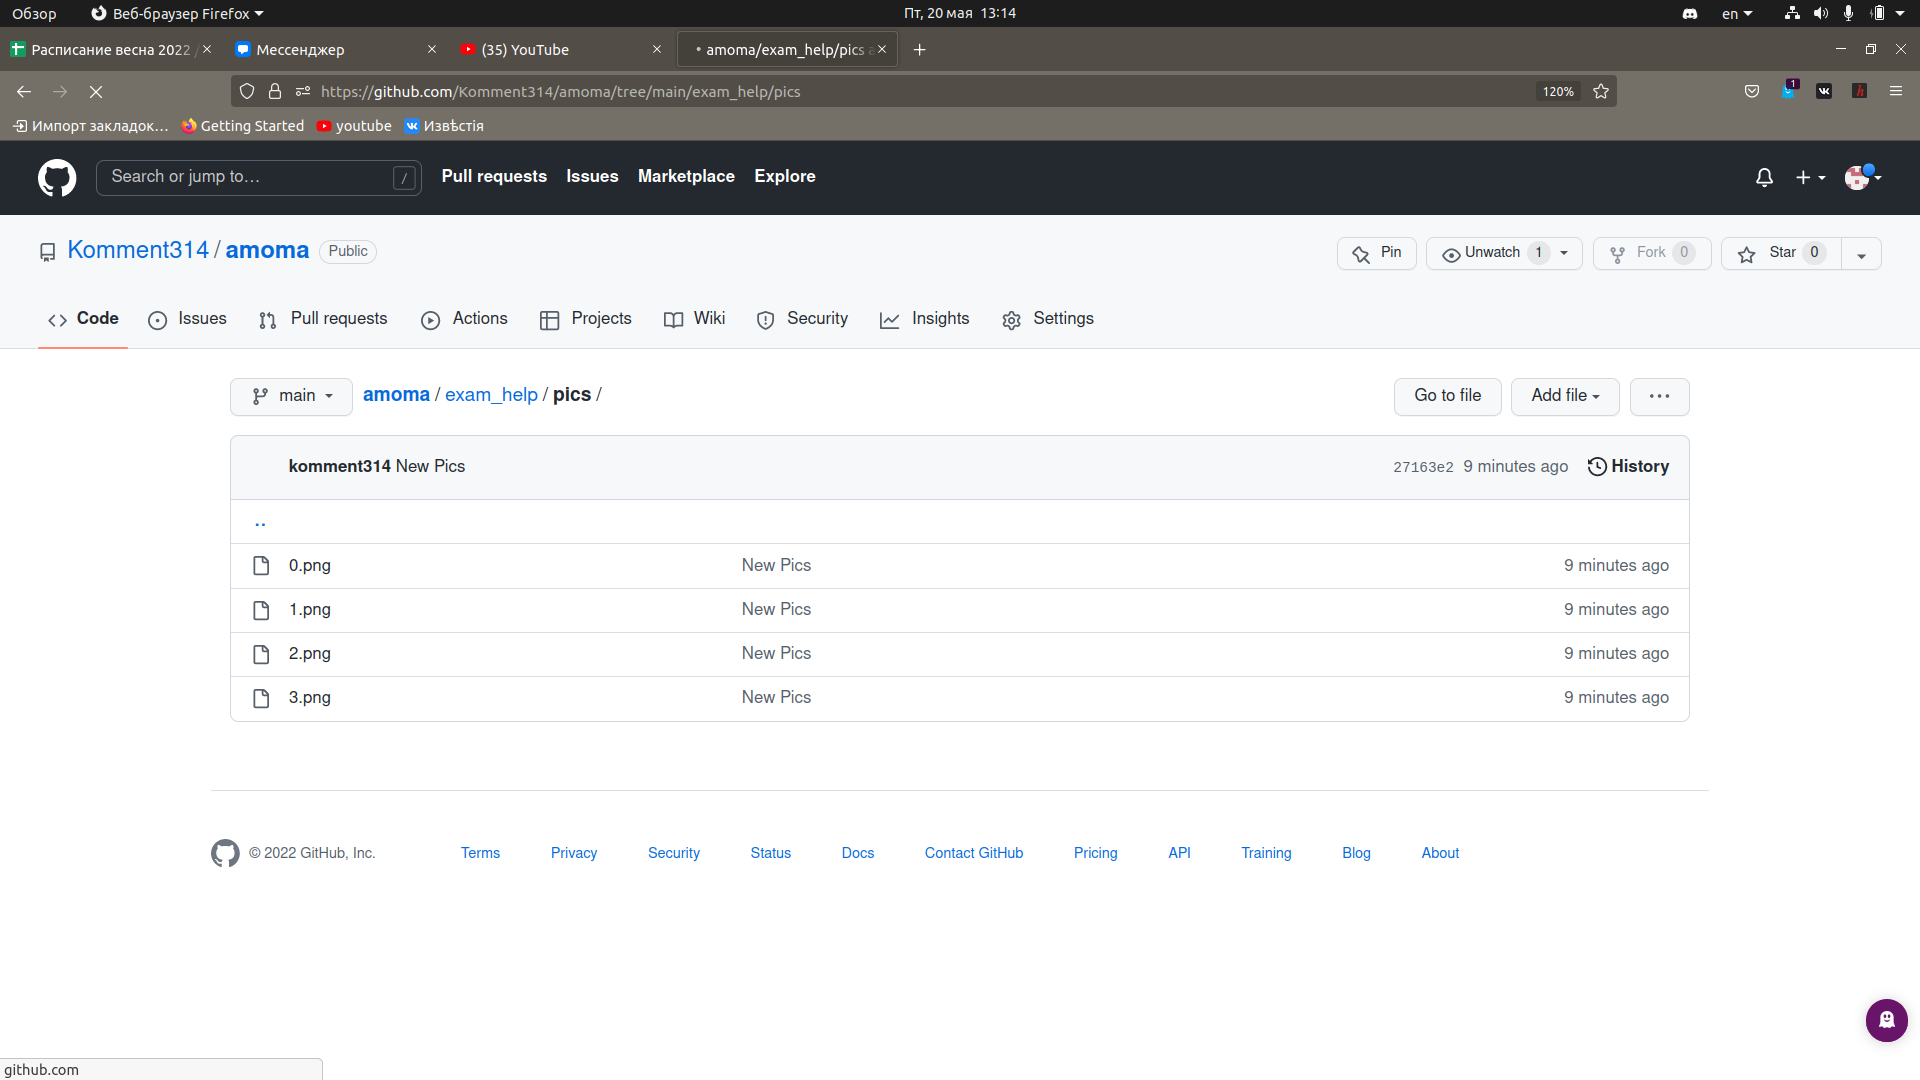 Обзор Веб-браузер Firefox Пт, 20 мая 13:14 en
Расписание весна 2022 / Мессенджер (35) YouTube • amoma/exam_help/pics a
https://github.com/Komment314/amoma/tree/main/exam_help/pics 120% 1
Импорт закладок… Getting Started youtube Извѣстія
Search or jump to… / Pull requests Issues Marketplace Explore
Komment314 / amoma Public Pin Unwatch 1 Fork 0 Star 0
Code Issues Pull requests Actions Projects Wiki Security Insights Settings
main amoma / exam_help / pics / Go to file Add file ...
komment314 New Pics 27163e2 9 minutes ago History
..
0.png New Pics 9 minutes ago
1.png New Pics 9 minutes ago
2.png New Pics 9 minutes ago
3.png New Pics 9 minutes ago
© 2022 GitHub, Inc. Terms Privacy Security Status Docs Contact GitHub Pricing API Training Blog About
github.com